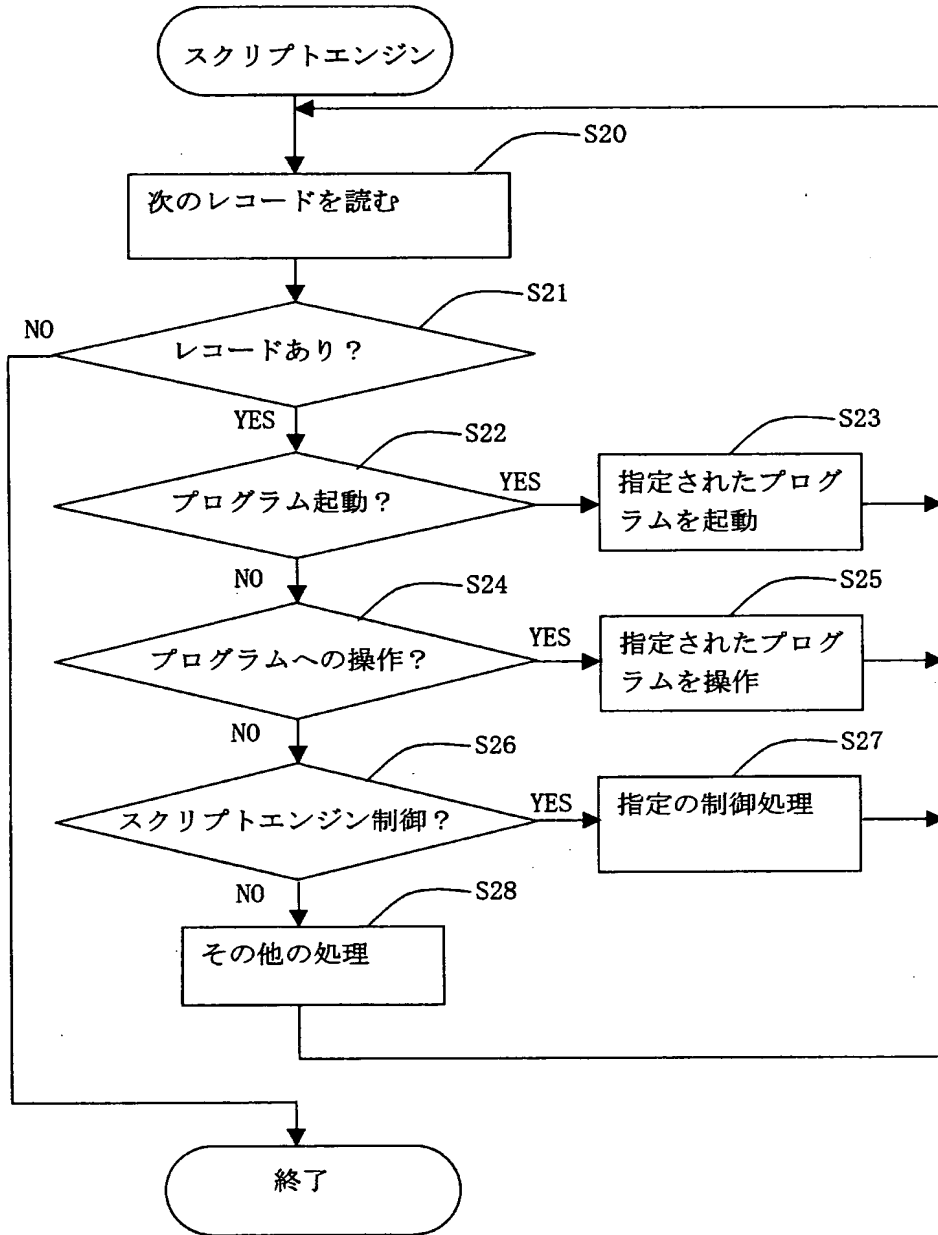 スクリプトエンジン
S20
次のレコードを読む
S21
NO
レコードあり?
YES
S22
S23
プログラム起動?
YES
指定されたプログ
ラムを起動
NO
S24
S25
プログラムへの操作?
YES
指定されたプログ
ラムを操作
NO
S26
S27
スクリプトエンジン制御?
YES
指定の制御処理
NO
S28
その他の処理
終了